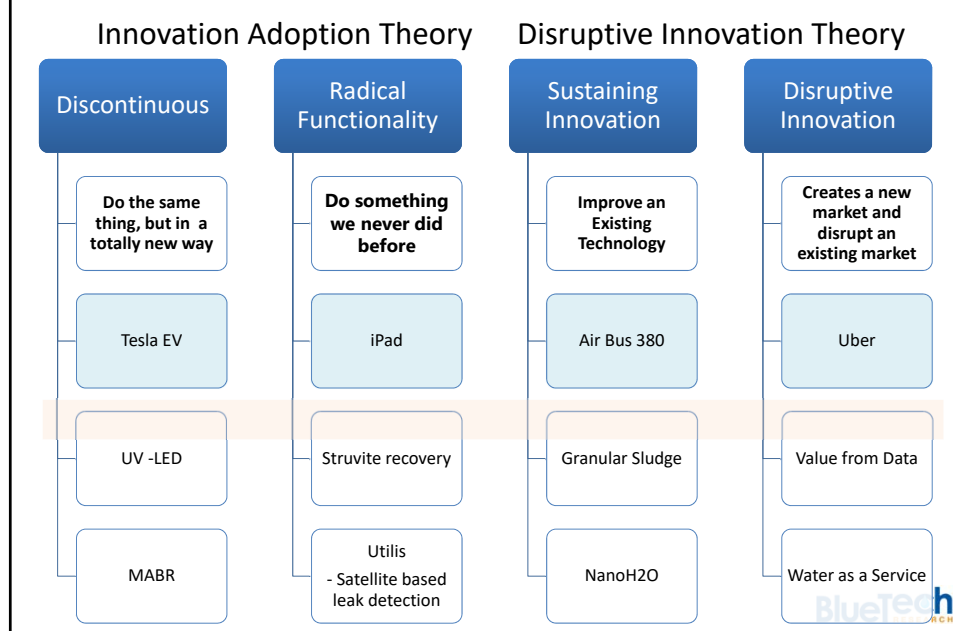 Innovation Adoption Theory
Disruptive Innovation Theory
Discontinuous
Do the same
thing, but in a
totally new way
Tesla EV
UV -LED
MABR
Radical
Functionality
Do something
we never did
before
iPad
Struvite recovery
Utilis
- Satellite based
leak detection
Sustaining
Innovation
Improve an
Existing
Technology
Air Bus 380
Granular Sludge
NanoH2O
Disruptive
Innovation
Creates a new
market and
disrupt an
existing market
Uber
Value from Data
Water as a Service
BlueTech